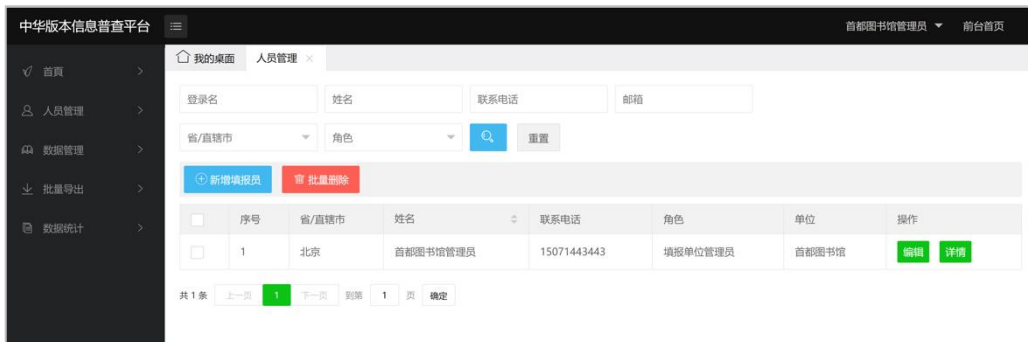 中华版本信息普查平台
首都图书馆管理员 前台首页
我的桌面 人员管理
首頁
人员管理
数据管理
批量导出
数据统计
登录名 姓名 联系电话 邮箱
省/直辖市 角色 重置
新增填报员 批量删除
序号 省/直辖市 姓名 联系电话 角色 单位 操作
1 北京 首都图书馆管理员 15071443443 填报单位管理员 首都图书馆 编辑 详情
共 1 条 上一页 1 下一页 到第 1 页 确定